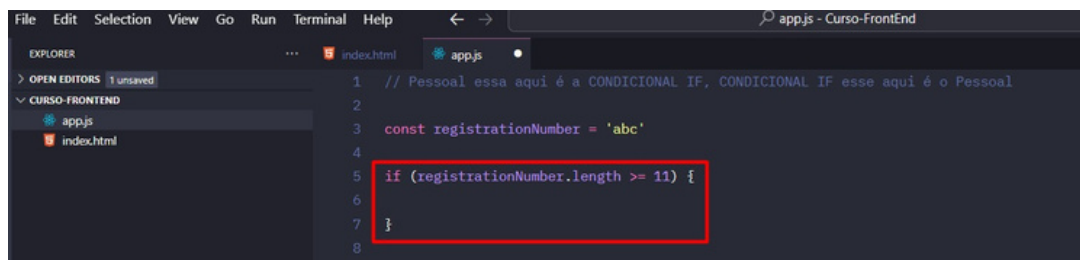 File Edit Selection View Go Run Terminal Help ← → app.js - Curso-FrontEnd
EXPLORER ··· index.html app.js ●
> OPEN EDITORS 1 unsaved
CURSO-FRONTEND
app.js
index.html
1 // Pessoal essa aqui é a CONDICIONAL IF, CONDICIONAL IF esse aqui é o Pessoal
2
3 const registrationNumber = 'abc'
4
5 if (registrationNumber.length >= 11) {
6
7 }
8